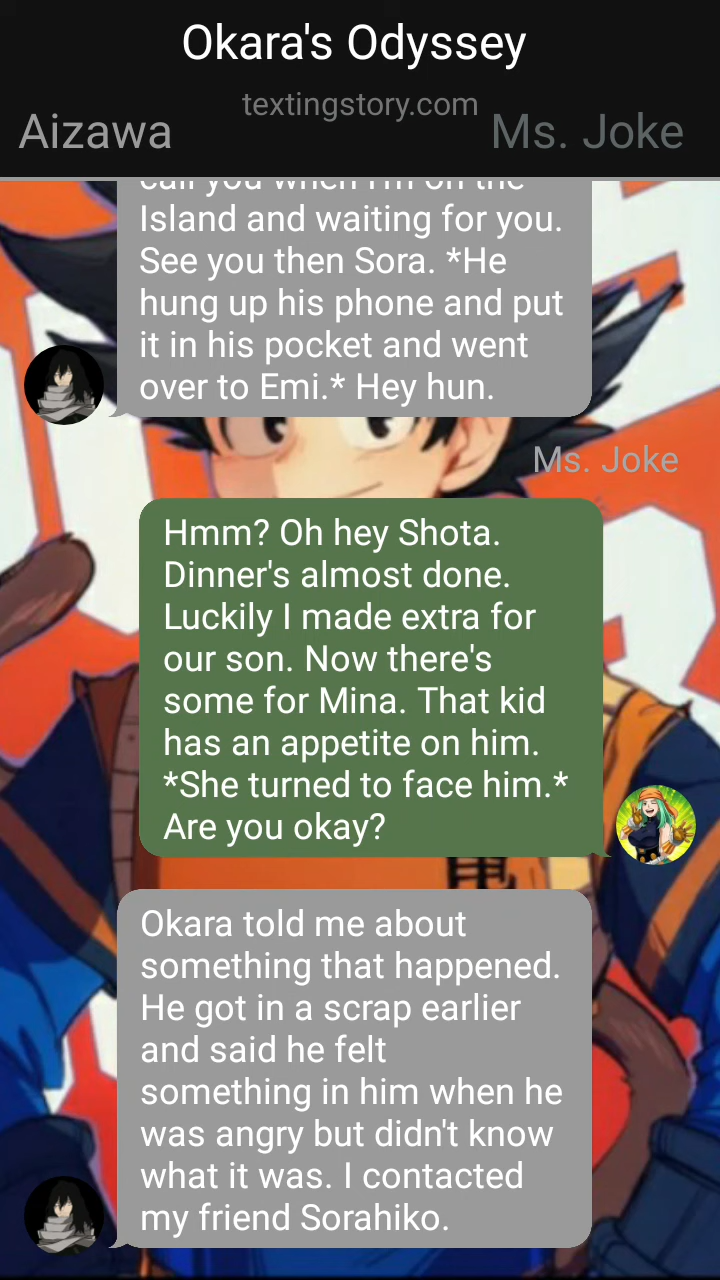 Okara's Odyssey
textingstory.com
Aizawa
Ms. Joke
call you when I'm on the
Island and waiting for you.
See you then Sora. *He
hung up his phone and put
it in his pocket and went
over to Emi.* Hey hun.
Ms. Joke
Hmm? Oh hey Shota.
Dinner's almost done.
Luckily I made extra for
our son. Now there's
some for Mina. That kid
has an appetite on him.
*She turned to face him.*
Are you okay?
Okara told me about
something that happened.
He got in a scrap earlier
and said he felt
something in him when he
was angry but didn't know
what it was. I contacted
my friend Sorahiko.